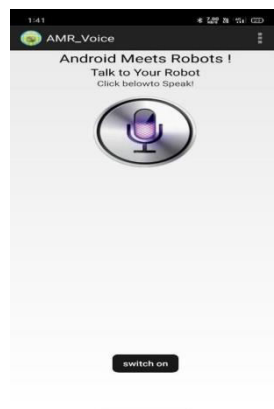 1:41
AMR_Voice
Android Meets Robots !
Talk to Your Robot
Click belowto Speak!
switch on